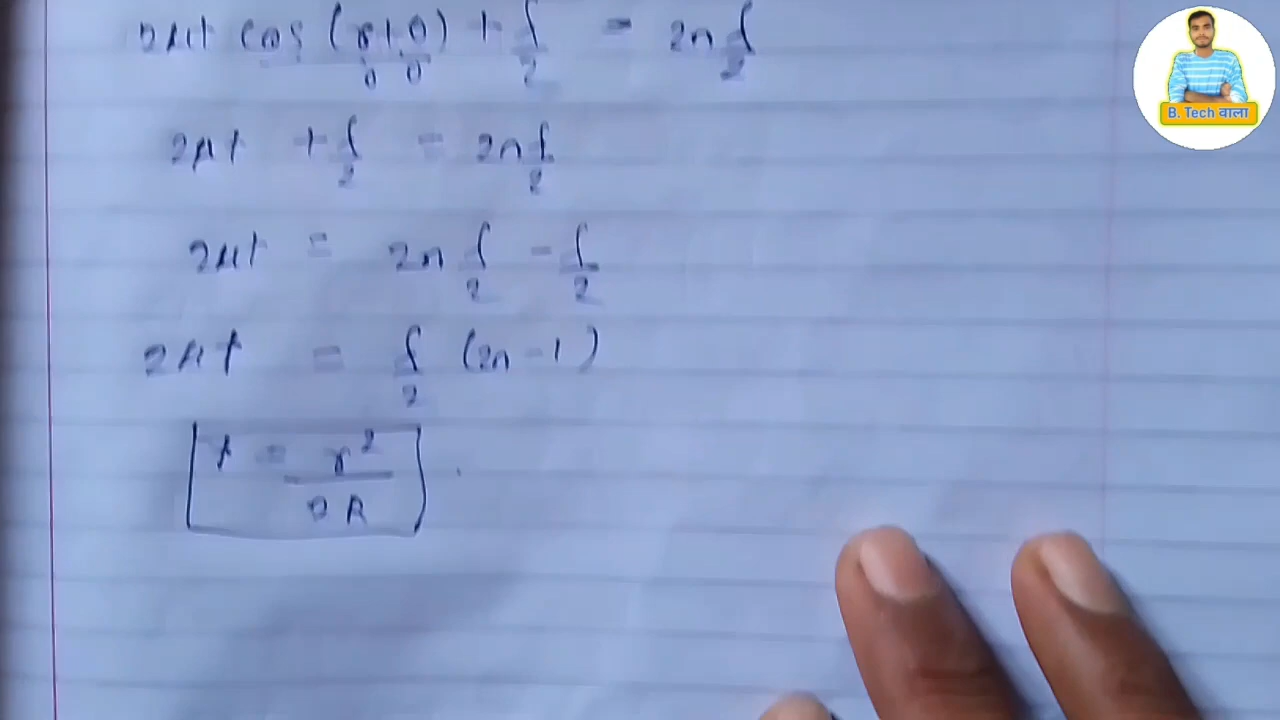 2μt cos (r+θ) + f/2 = 2n f/2
B. Tech वाला
2μt + f/2 = 2n f/2
2μt = 2n f/2 - f/2
2μt = f/2 (2n - 1)
t = r²/2R